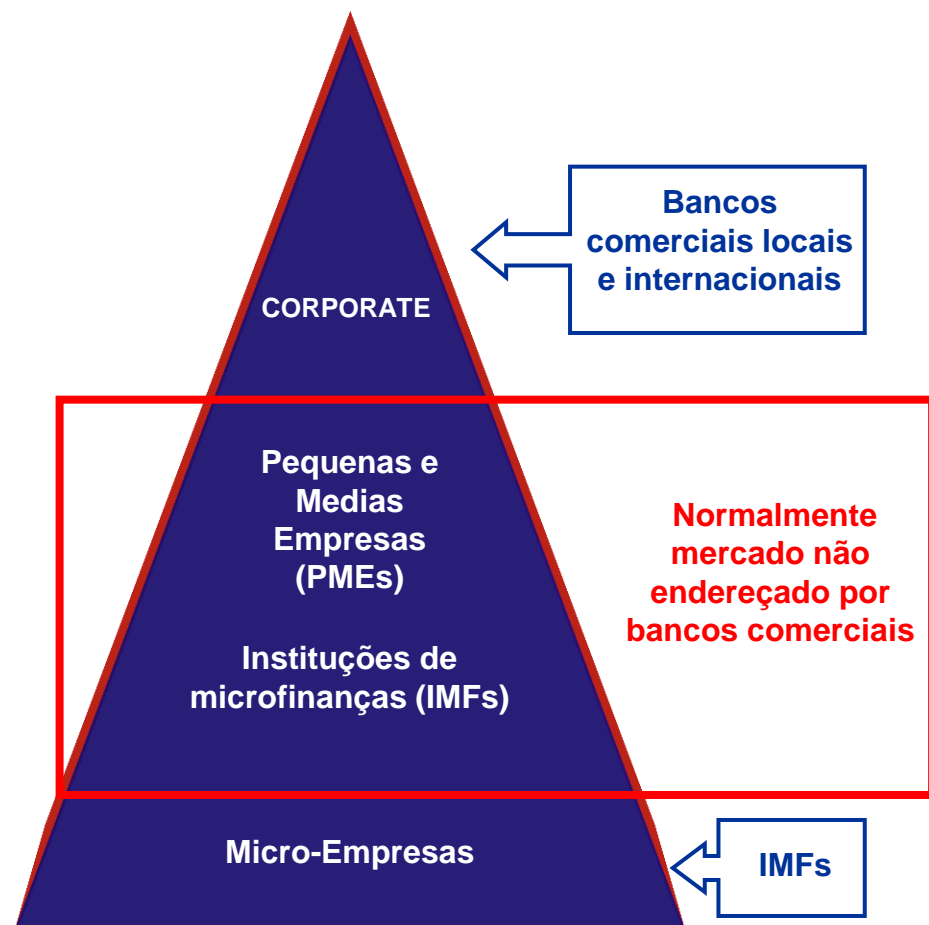 Bancos
comerciais locais
e internacionais
CORPORATE
Pequenas e
Medias
Empresas
(PMEs)
Instituções de
microfinanças (IMFs)
Normalmente
mercado não
endereçado por
bancos comerciais
Micro-Empresas
IMFs